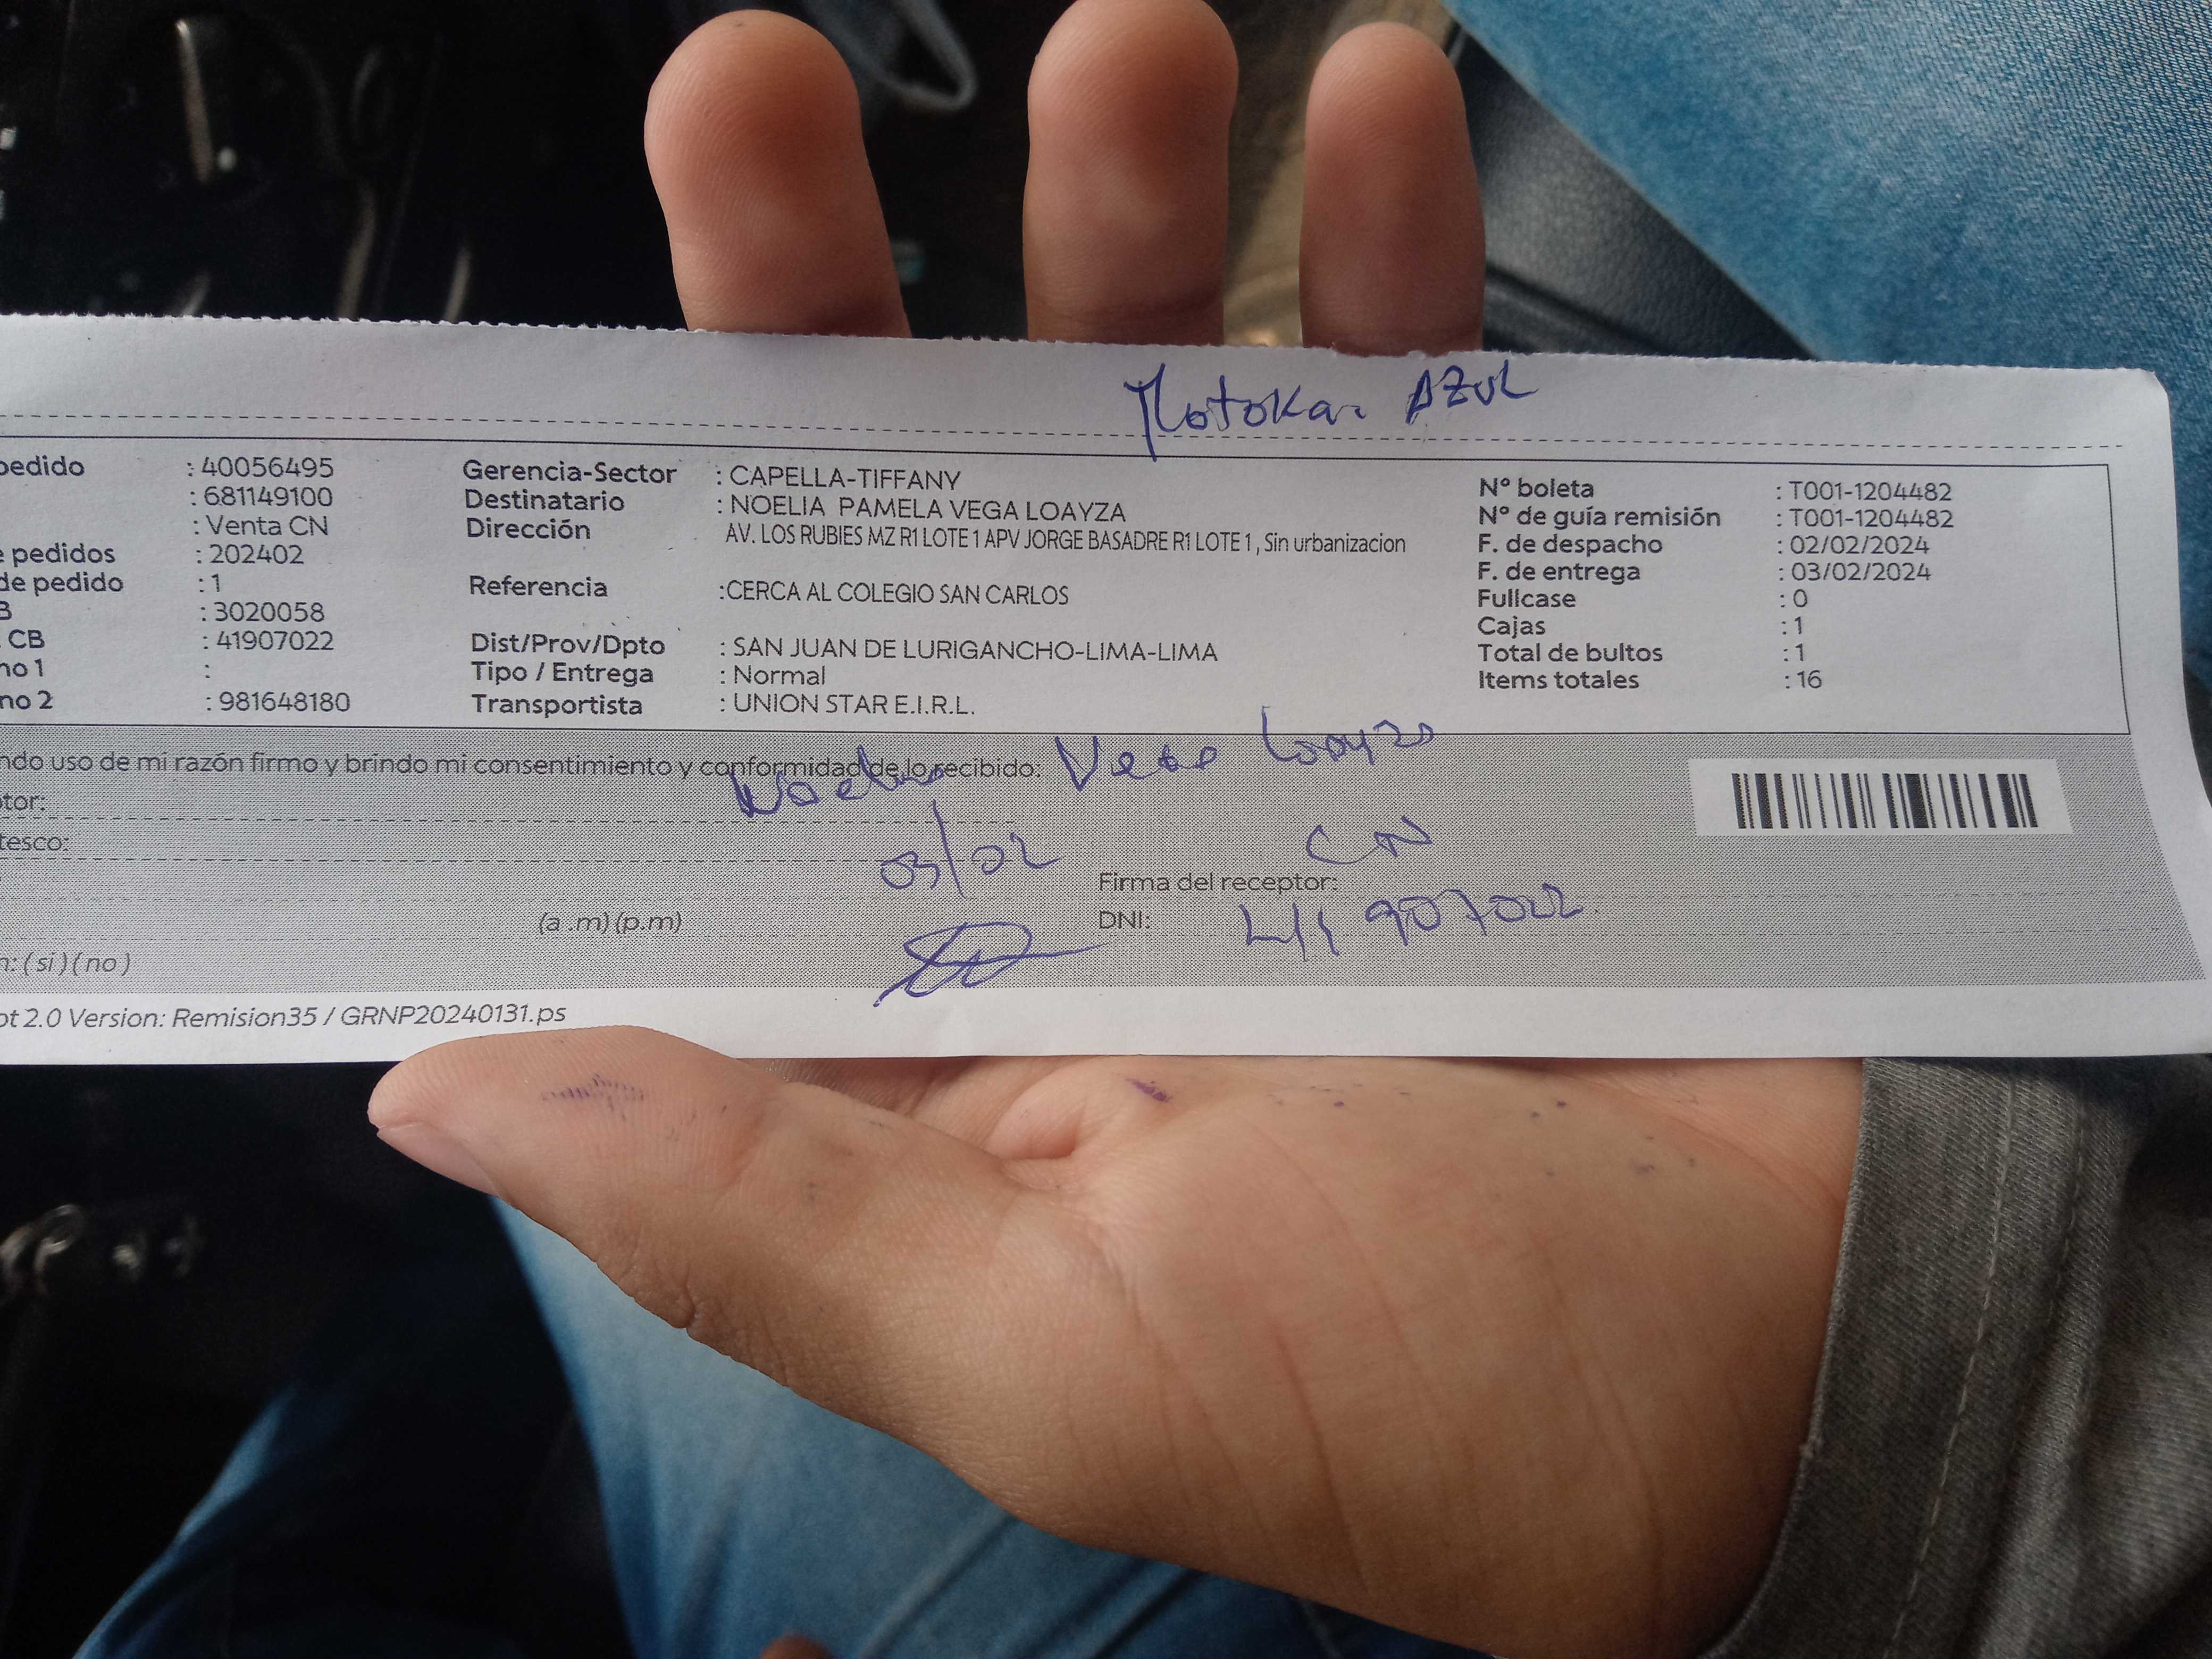 Motokar AZUL
pedido : 40056495
: 681149100
: Venta CN
e pedidos : 202402
de pedido : 1
B : 3020058
CB : 41907022
no 1 :
no 2 : 981648180
Gerencia-Sector : CAPELLA-TIFFANY
Destinatario : NOELIA PAMELA VEGA LOAYZA
Dirección AV. LOS RUBIES MZ R1 LOTE 1 APV JORGE BASADRE R1 LOTE 1, Sin urbanizacion
Referencia :CERCA AL COLEGIO SAN CARLOS
Dist/Prov/Dpto : SAN JUAN DE LURIGANCHO-LIMA-LIMA
Tipo / Entrega : Normal
Transportista : UNION STAR E.I.R.L.
Nº boleta : T001-1204482
Nº de guía remisión : T001-1204482
F. de despacho : 02/02/2024
F. de entrega : 03/02/2024
Fullcase : 0
Cajas : 1
Total de bultos : 1
Items totales : 16
ndo uso de mi razón firmo y brindo mi consentimiento y conformidad de lo recibido:
Noelia Vega Loayza
tor:
tesco:
03/02 CN
Firma del receptor:
(a .m) (p.m)
DNI: 41907022
n: ( si ) ( no )
ot 2.0 Version: Remision35 / GRNP20240131.ps